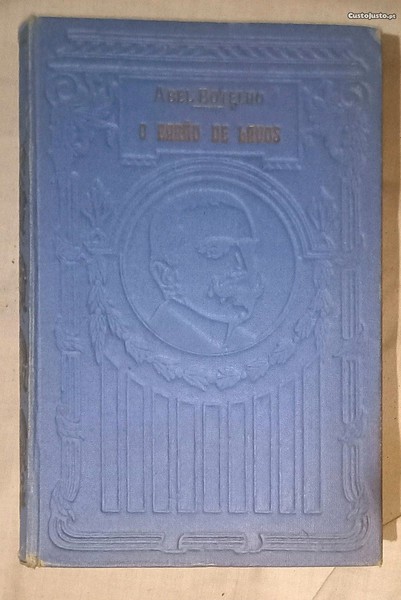 CustoJusto.pt
ABEL BOTELHO
O BARÃO DE LAVOS